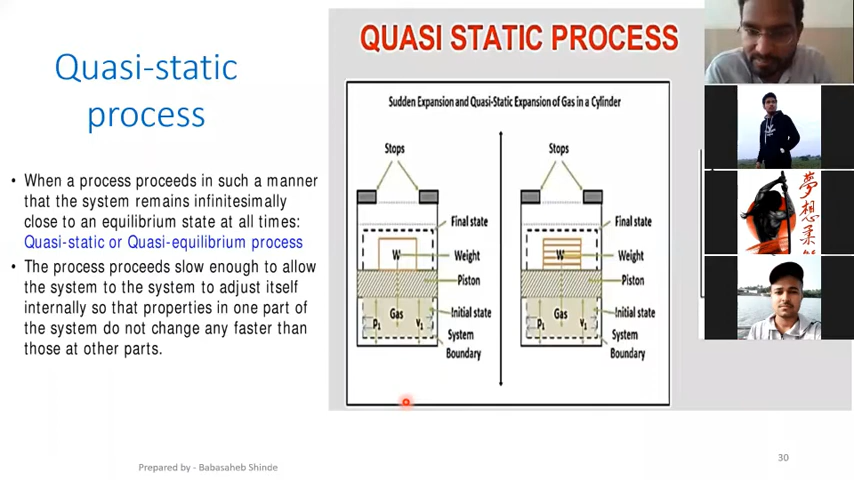 Quasi-static
process
• When a process proceeds in such a manner
that the system remains infinitesimally
close to an equilibrium state at all times:
Quasi-static or Quasi-equilibrium process
• The process proceeds slow enough to allow
the system to the system to adjust itself
internally so that properties in one part of
the system do not change any faster than
those at other parts.
QUASI STATIC PROCESS
Sudden Expansion and Quasi-Static Expansion of Gas in a Cylinder
Stops
Final state
W
Weight
Piston
Gas
Initial state
p1
v1
System
Boundary
Stops
Final state
W
Weight
Piston
Gas
Initial state
p1
v1
System
Boundary
夢
想
柔
Prepared by - Babasaheb Shinde
30